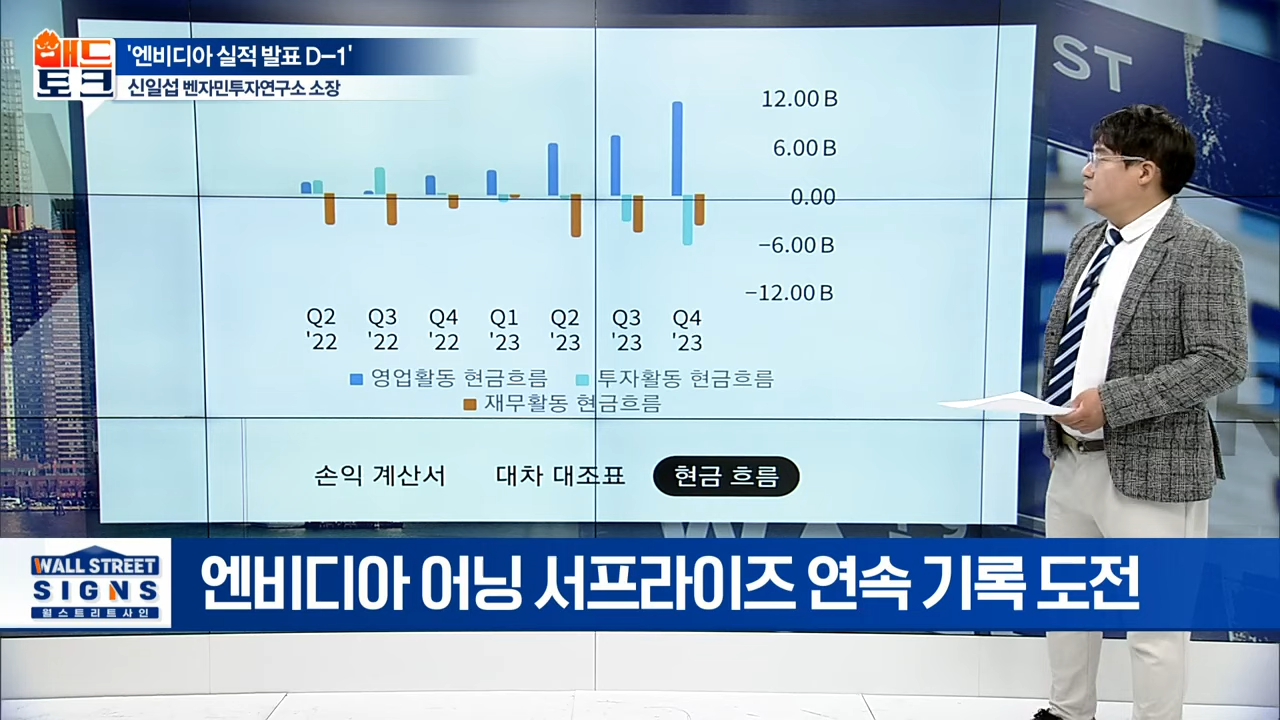 매드
토크
'엔비디아 실적 발표 D-1'
신일섭 벤자민투자연구소 소장
ST
12.00 B
6.00 B
0.00
-6.00 B
-12.00 B
Q2 Q3 Q4 Q1 Q2 Q3 Q4
'22 '22 '22 '23 '23 '23 '23
영업활동 현금흐름 투자활동 현금흐름
재무활동 현금흐름
손익 계산서 대차 대조표 현금 흐름
WALL STREET
SIGNS
월스트리트사인
엔비디아 어닝 서프라이즈 연속 기록 도전